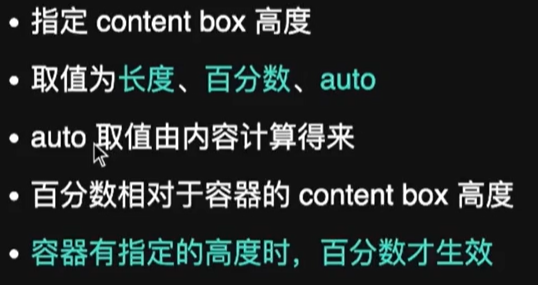 • 指定 content box 高度
• 取值为长度、百分数、auto
• auto 取值由内容计算得来
• 百分数相对于容器的 content box 高度
• 容器有指定的高度时，百分数才生效